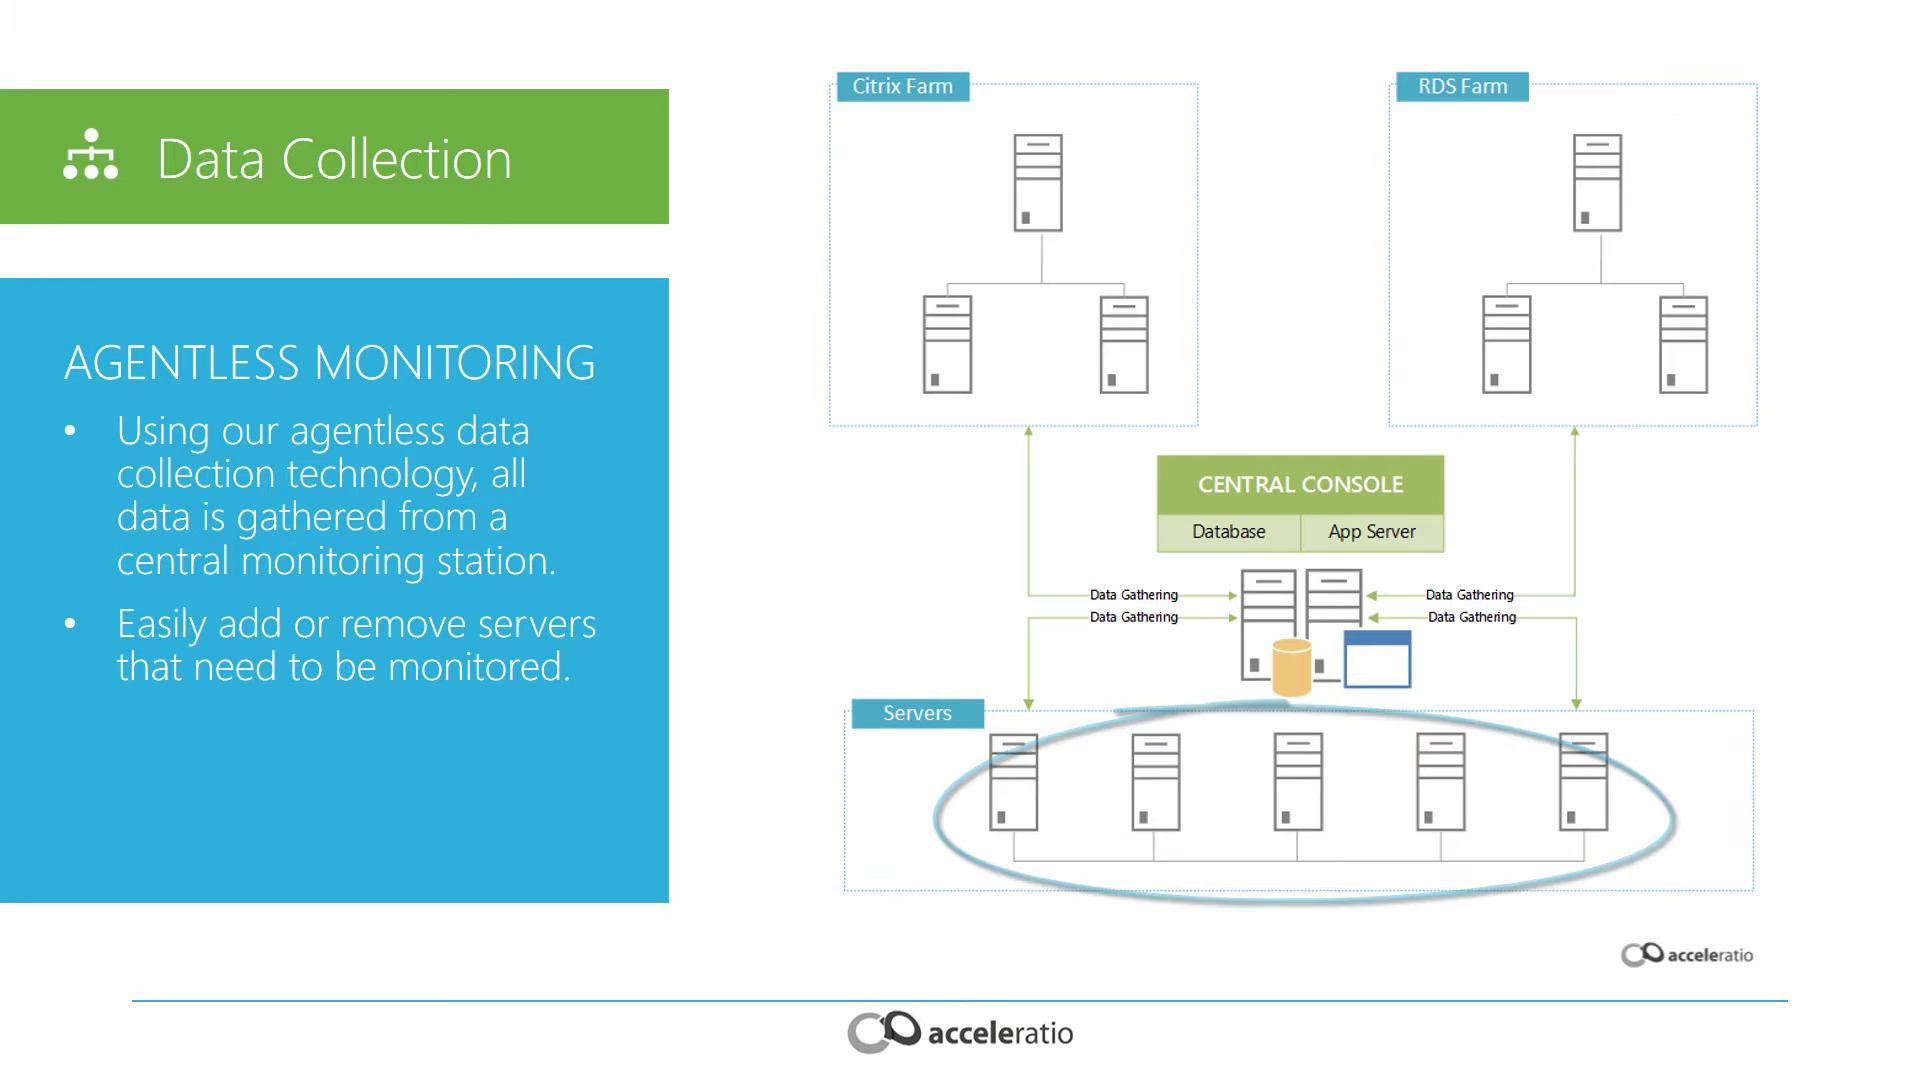 Data Collection
AGENTLESS MONITORING
• Using our agentless data
collection technology, all
data is gathered from a
central monitoring station.
• Easily add or remove servers
that need to be monitored.
Citrix Farm
RDS Farm
CENTRAL CONSOLE
Database
App Server
Data Gathering
Data Gathering
Data Gathering
Data Gathering
Servers
acceleratio
acceleratio